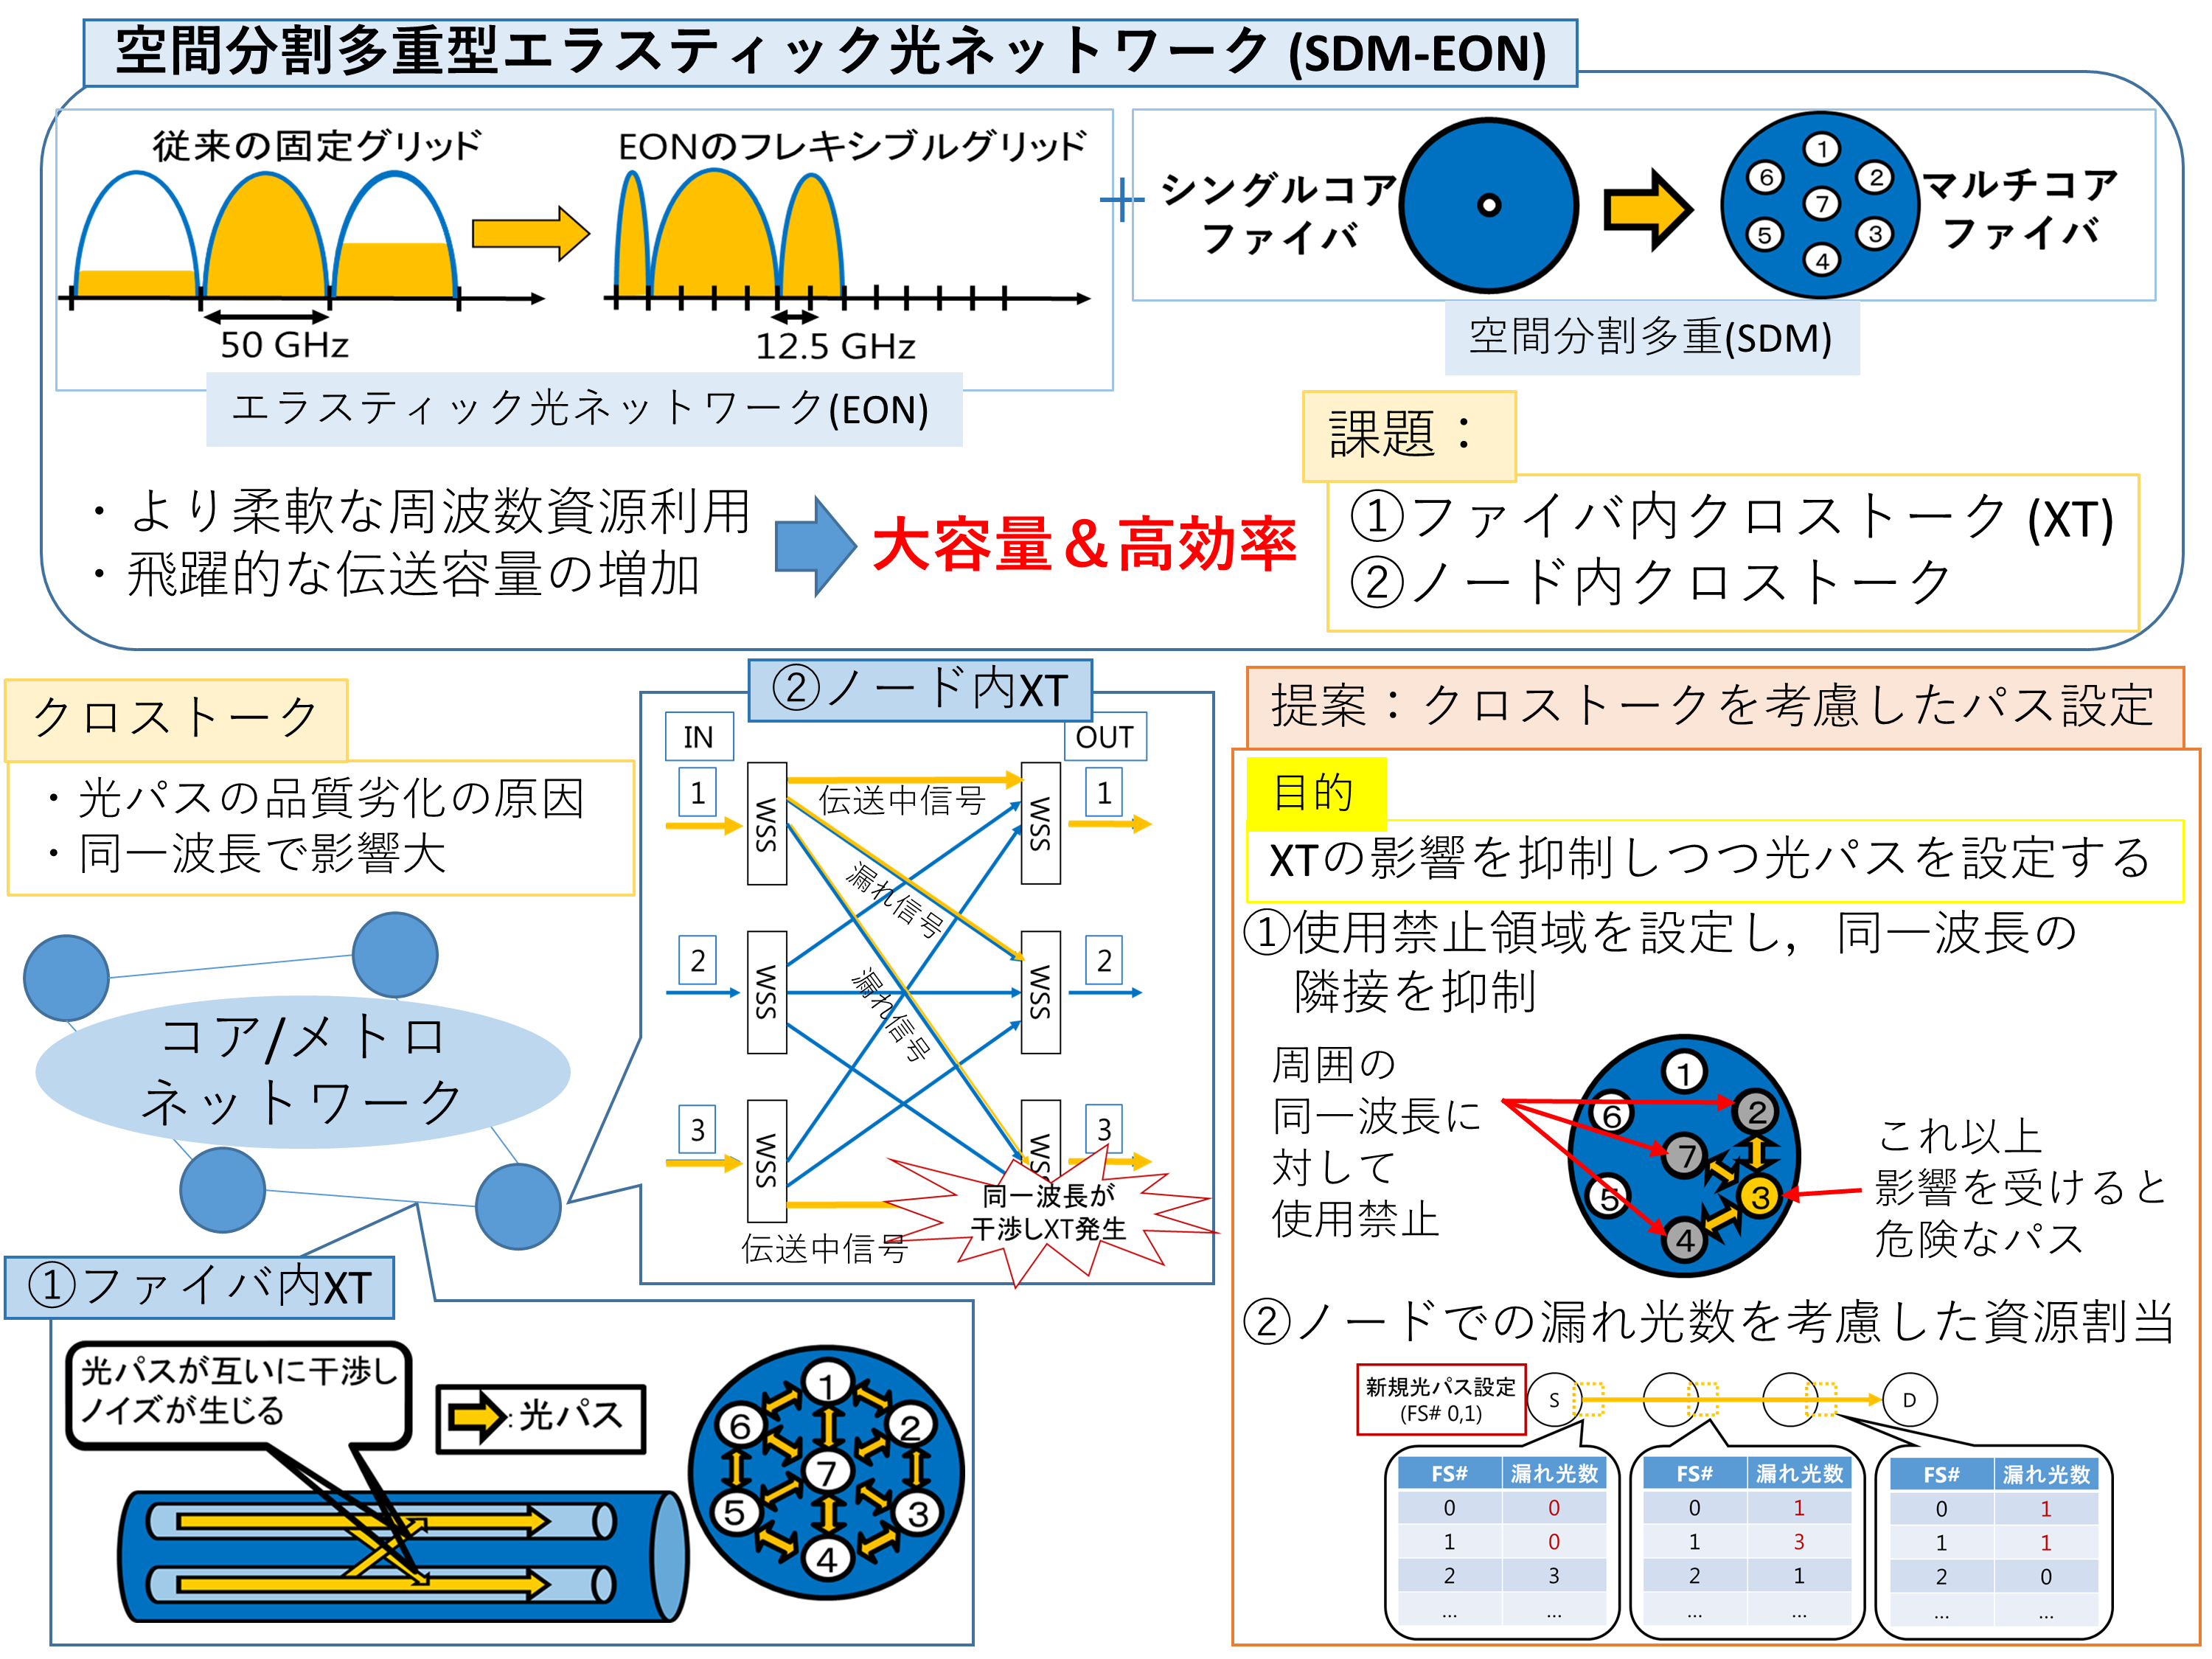 空間分割多重型エラスティック光ネットワーク (SDM-EON)
従来の固定グリッド
50 GHz
EONのフレキシブルグリッド
12.5 GHz
エラスティック光ネットワーク(EON)
シングルコア
ファイバ
1
6
2
7
5
3
4
マルチコア
ファイバ
空間分割多重(SDM)
・より柔軟な周波数資源利用
・飛躍的な伝送容量の増加
大容量＆高効率
課題：
①ファイバ内クロストーク (XT)
②ノード内クロストーク
クロストーク
・光パスの品質劣化の原因
・同一波長で影響大
コア/メトロ
ネットワーク
②ノード内XT
IN
OUT
1
WSS
伝送中信号
WSS
1
漏れ信号
2
WSS
WSS
2
漏れ信号
3
WSS
WSS
3
同一波長が
干渉しXT発生
伝送中信号
①ファイバ内XT
光パスが互いに干渉し
ノイズが生じる
:光パス
1
6
2
7
5
3
4
提案：クロストークを考慮したパス設定
目的
XTの影響を抑制しつつ光パスを設定する
①使用禁止領域を設定し，同一波長の
隣接を抑制
周囲の
同一波長に
対して
使用禁止
1
6
2
7
5
3
4
これ以上
影響を受けると
危険なパス
②ノードでの漏れ光数を考慮した資源割当
新規光パス設定
(FS# 0,1)
S
D
FS# 漏れ光数
0 0
1 0
2 3
... ...
FS# 漏れ光数
0 1
1 3
2 1
... ...
FS# 漏れ光数
0 1
1 1
2 0
... ...